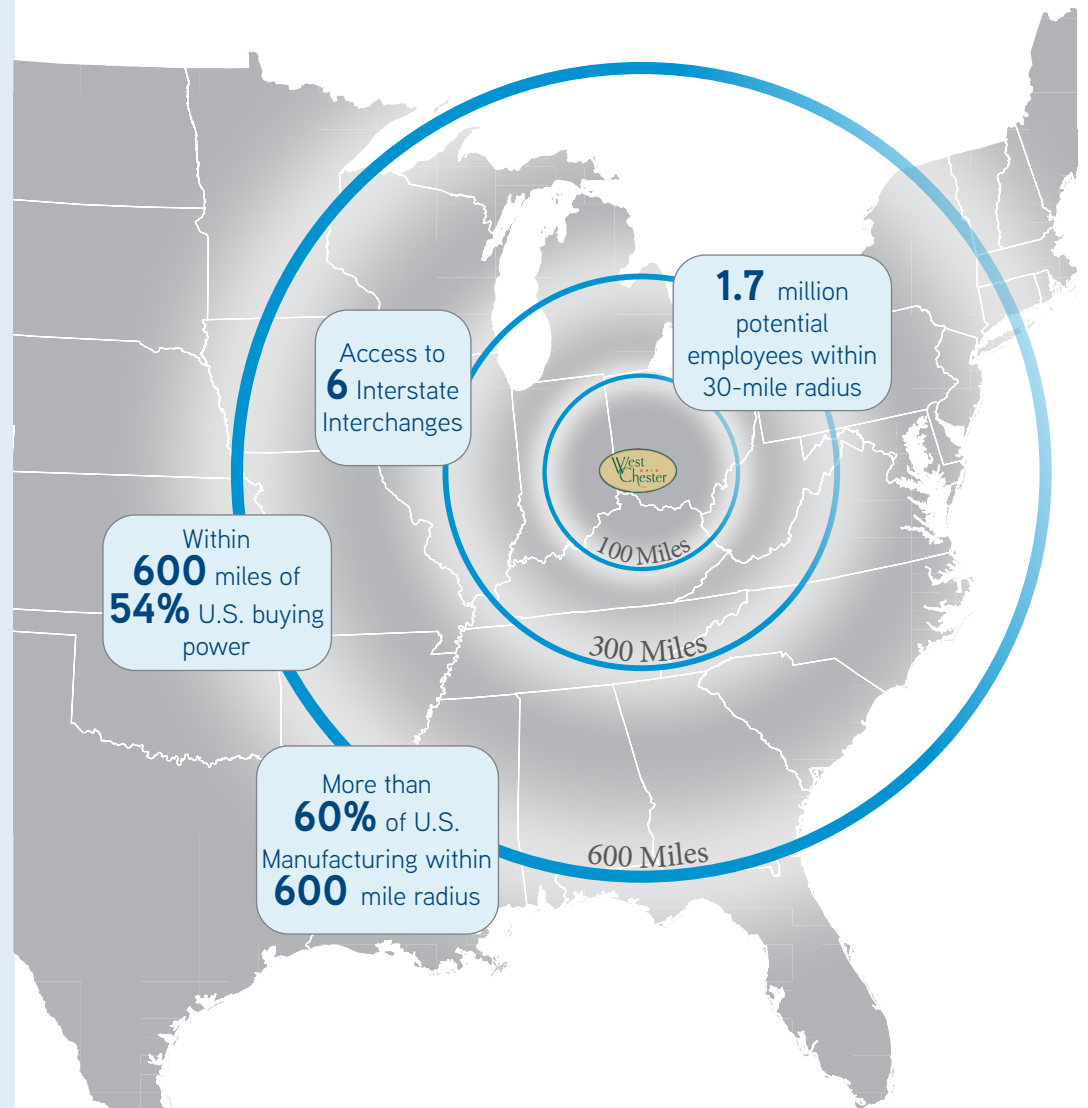 1.7 million
potential
employees within
30-mile radius
Access to
6 Interstate
Interchanges
West
OHIO
Chester
Within
600 miles of
54% U.S. buying
power
100 Miles
300 Miles
More than
60% of U.S.
Manufacturing within
600 mile radius
600 Miles